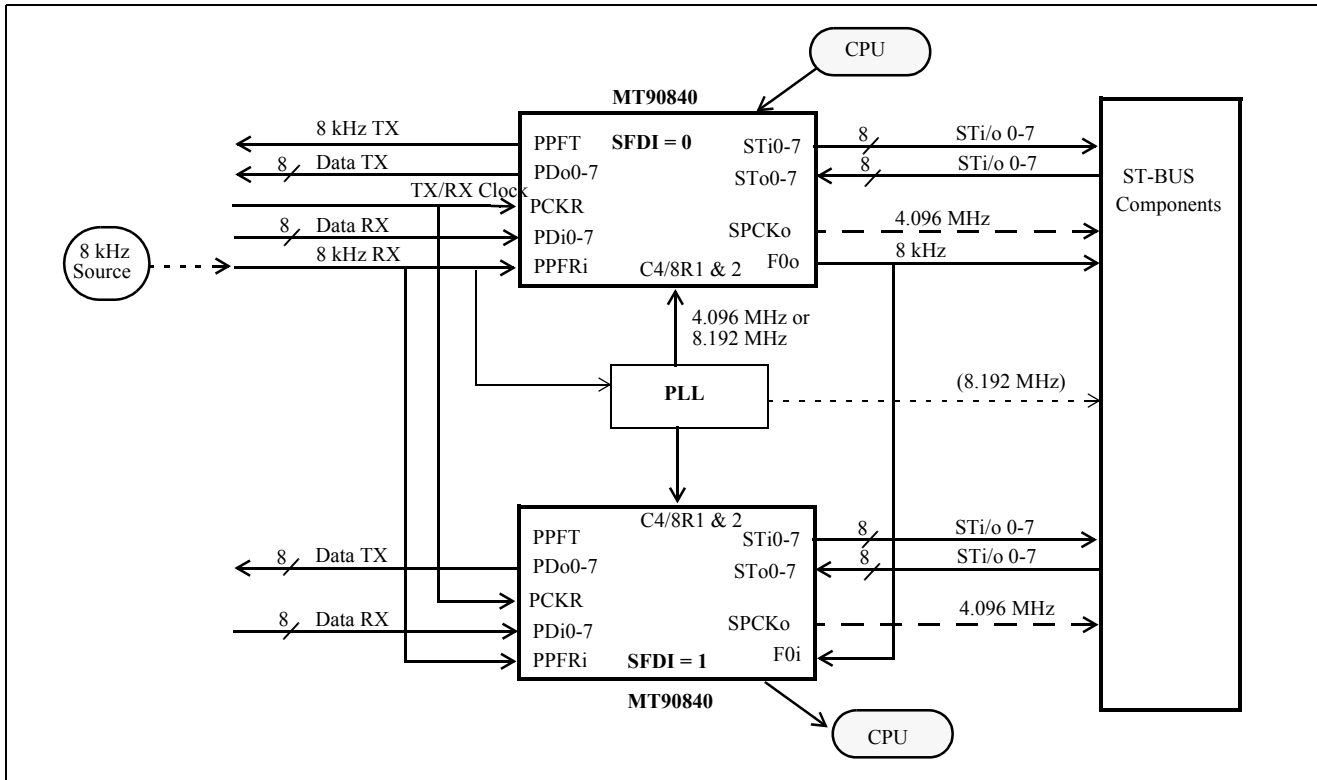 CPU
MT90840
8 kHz TX
PPFT
SFDI = 0
STi0-7
8
STi/o 0-7
8
Data TX
PDo0-7
STo0-7
8
STi/o 0-7
ST-BUS
Components
TX/RX Clock
PCKR
8
Data RX
PDi0-7
SPCKo
4.096 MHz
8 kHz
Source
8 kHz RX
PPFRi
C4/8R1 & 2
F0o
8 kHz
4.096 MHz or
8.192 MHz
PLL
(8.192 MHz)
C4/8R1 & 2
PPFT
STi0-7
8
STi/o 0-7
8
Data TX
PDo0-7
STo0-7
8
STi/o 0-7
PCKR
8
Data RX
PDi0-7
SPCKo
4.096 MHz
PPFRi
SFDI = 1
F0i
MT90840
CPU